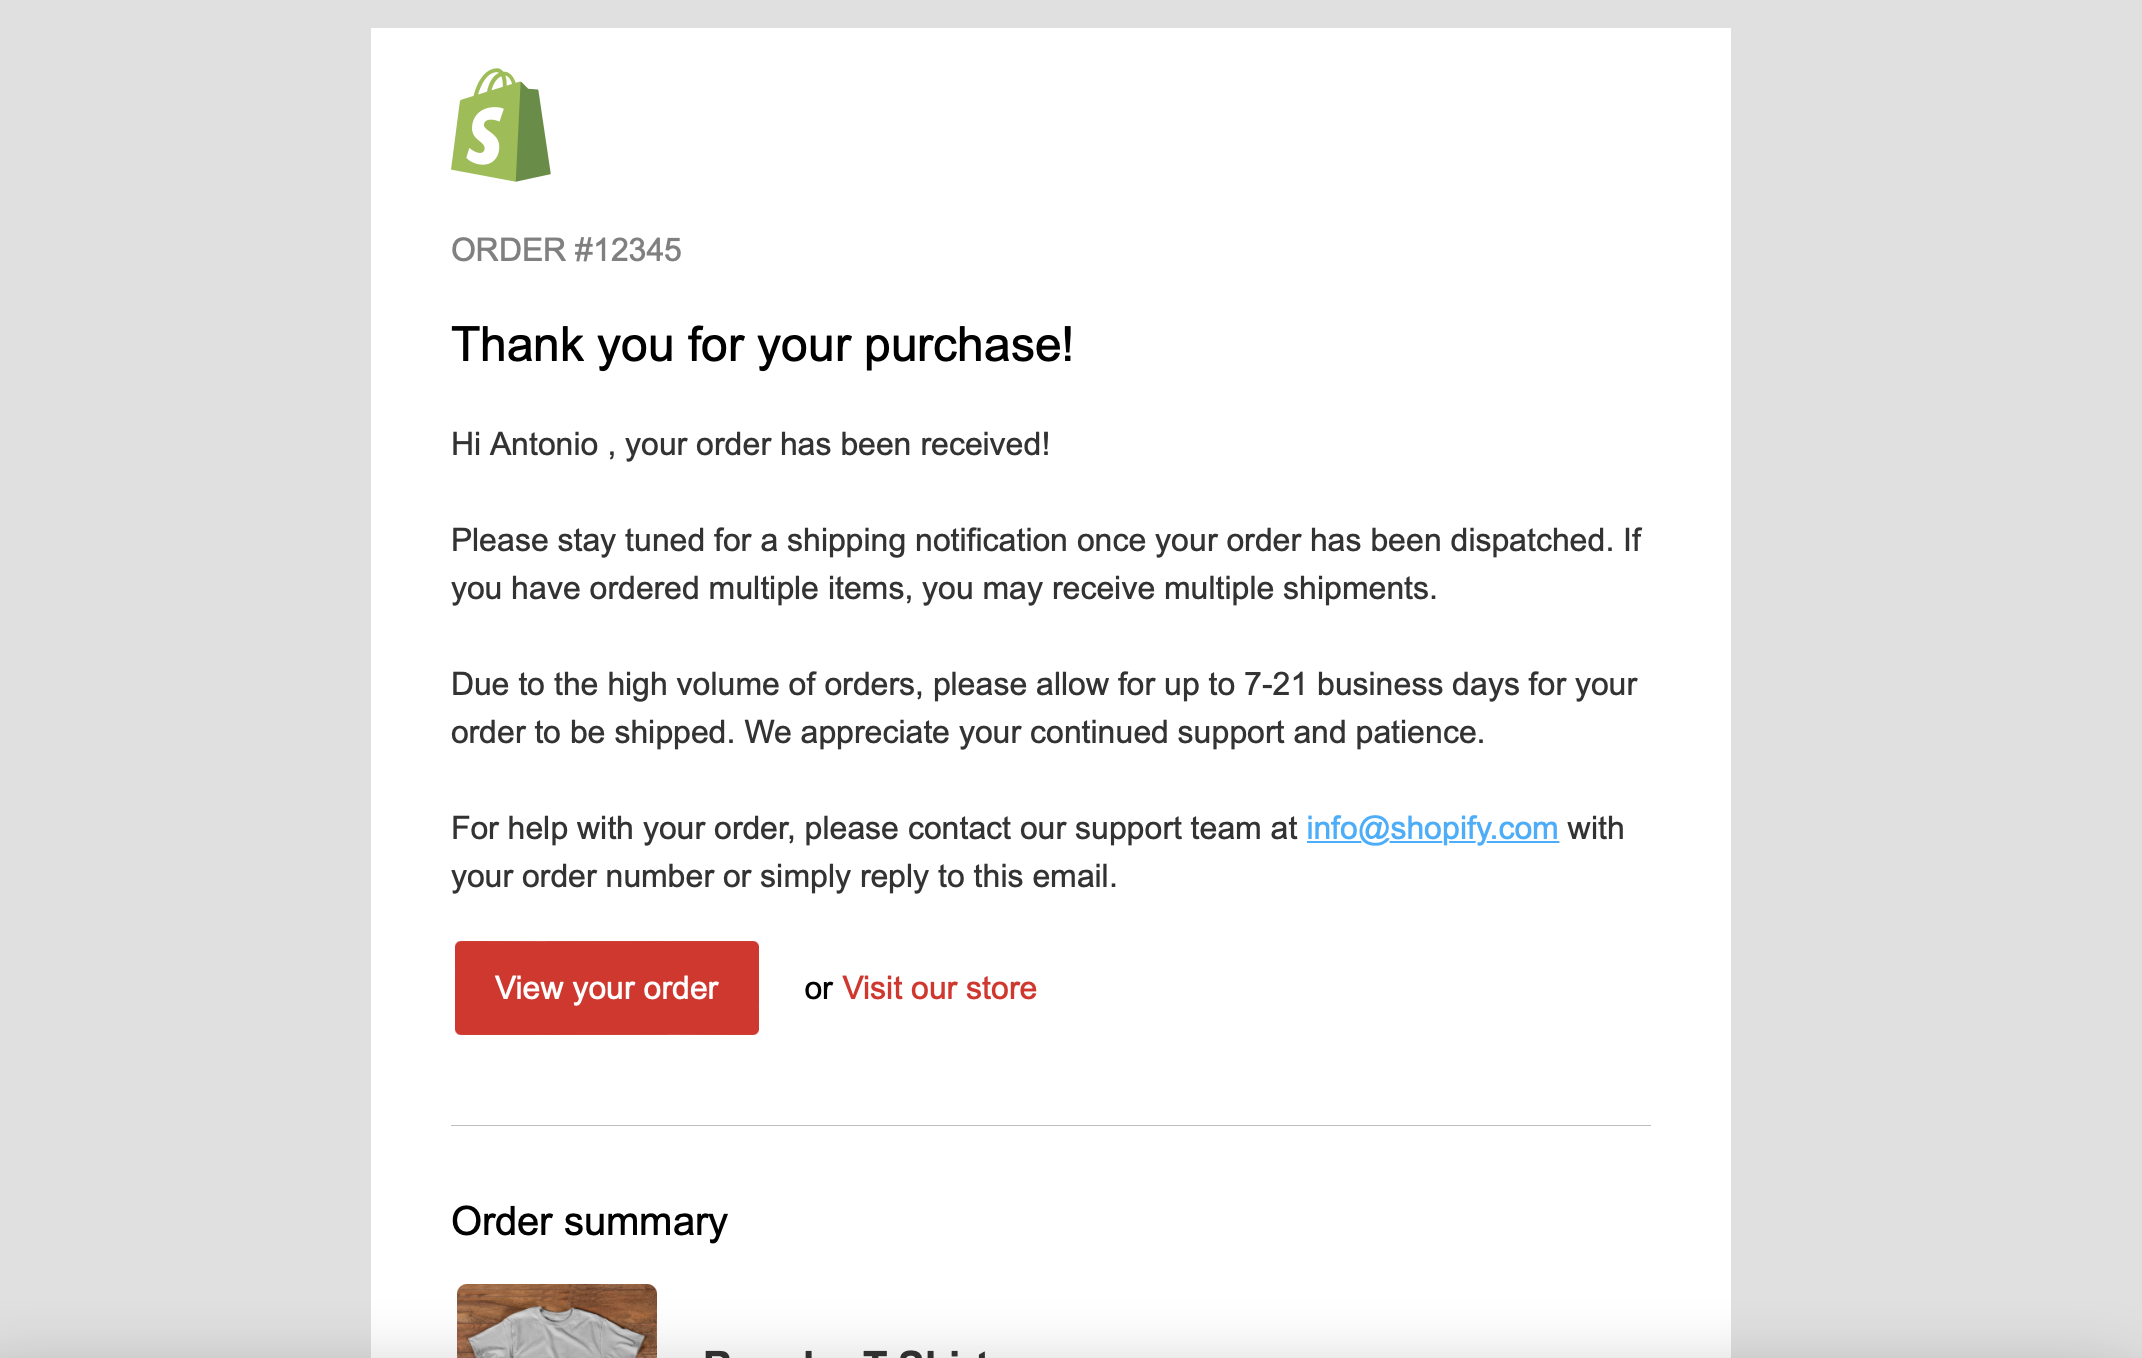 S
ORDER #12345
Thank you for your purchase!
Hi Antonio , your order has been received!
Please stay tuned for a shipping notification once your order has been dispatched. If
you have ordered multiple items, you may receive multiple shipments.
Due to the high volume of orders, please allow for up to 7-21 business days for your
order to be shipped. We appreciate your continued support and patience.
For help with your order, please contact our support team at info@shopify.com with
your order number or simply reply to this email.
View your order or Visit our store
Order summary